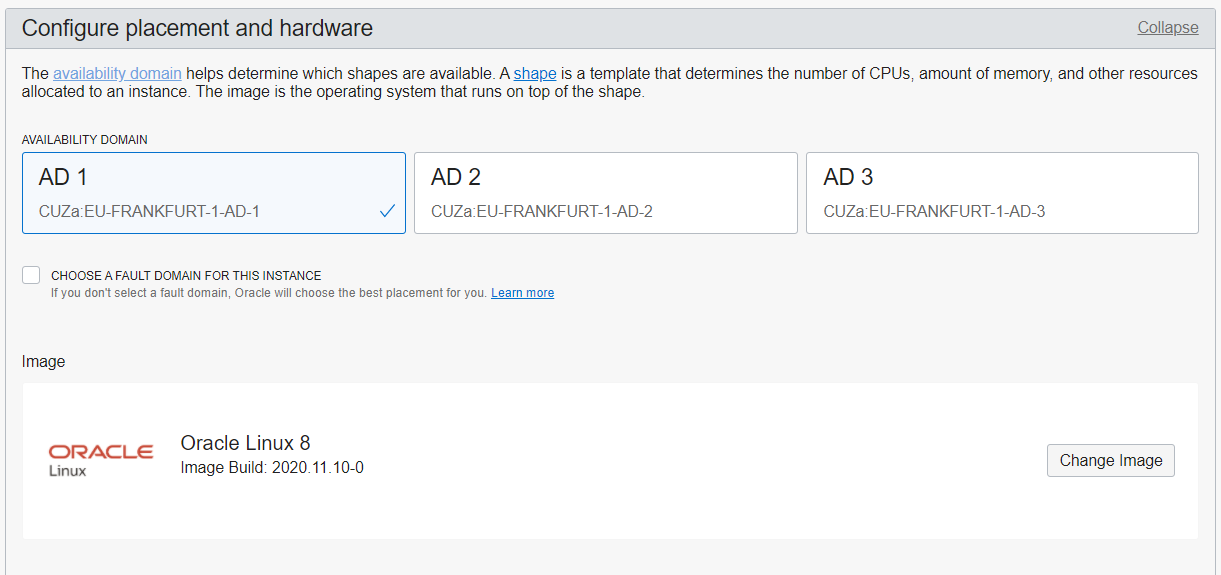 Configure placement and hardware
Collapse
The availability domain helps determine which shapes are available. A shape is a template that determines the number of CPUs, amount of memory, and other resources
allocated to an instance. The image is the operating system that runs on top of the shape.
AVAILABILITY DOMAIN
AD 1
CUZa:EU-FRANKFURT-1-AD-1
AD 2
CUZa:EU-FRANKFURT-1-AD-2
AD 3
CUZa:EU-FRANKFURT-1-AD-3
CHOOSE A FAULT DOMAIN FOR THIS INSTANCE
If you don't select a fault domain, Oracle will choose the best placement for you. Learn more
Image
ORACLE
Linux
Oracle Linux 8
Image Build: 2020.11.10-0
Change Image